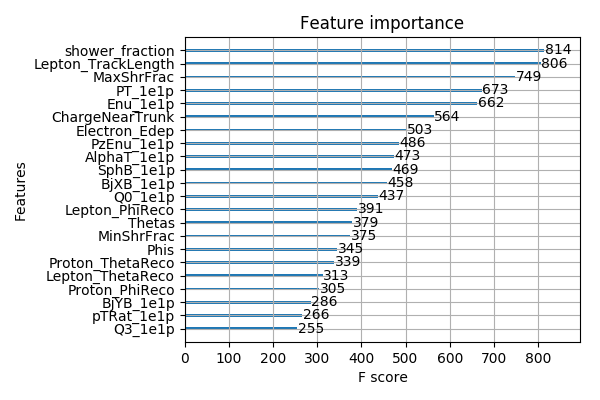 Feature importance
shower_fraction 814
Lepton_TrackLength 806
MaxShrFrac 749
PT_1e1p 673
Enu_1e1p 662
ChargeNearTrunk 564
Electron_Edep 503
PzEnu_1e1p 486
AlphaT_1e1p 473
SphB_1e1p 469
BjXB_1e1p 458
Q0_1e1p 437
Lepton_PhiReco 391
Thetas 379
MinShrFrac 375
Phis 345
Proton_ThetaReco 339
Lepton_ThetaReco 313
Proton_PhiReco 305
BjYB_1e1p 286
pTRat_1e1p 266
Q3_1e1p 255
0 100 200 300 400 500 600 700 800
F score
Features